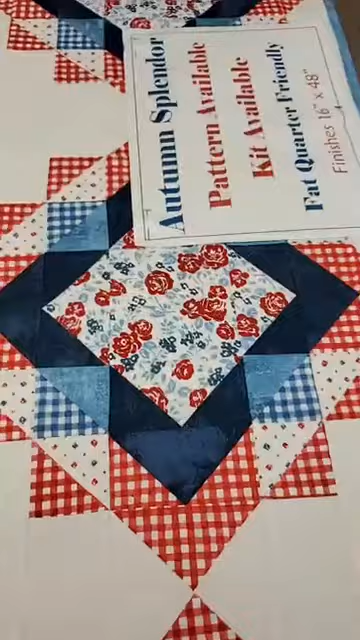 Autumn Splendor
Pattern Available
Kit Available
Fat Quarter Friendly
Finishes 16" x 48"